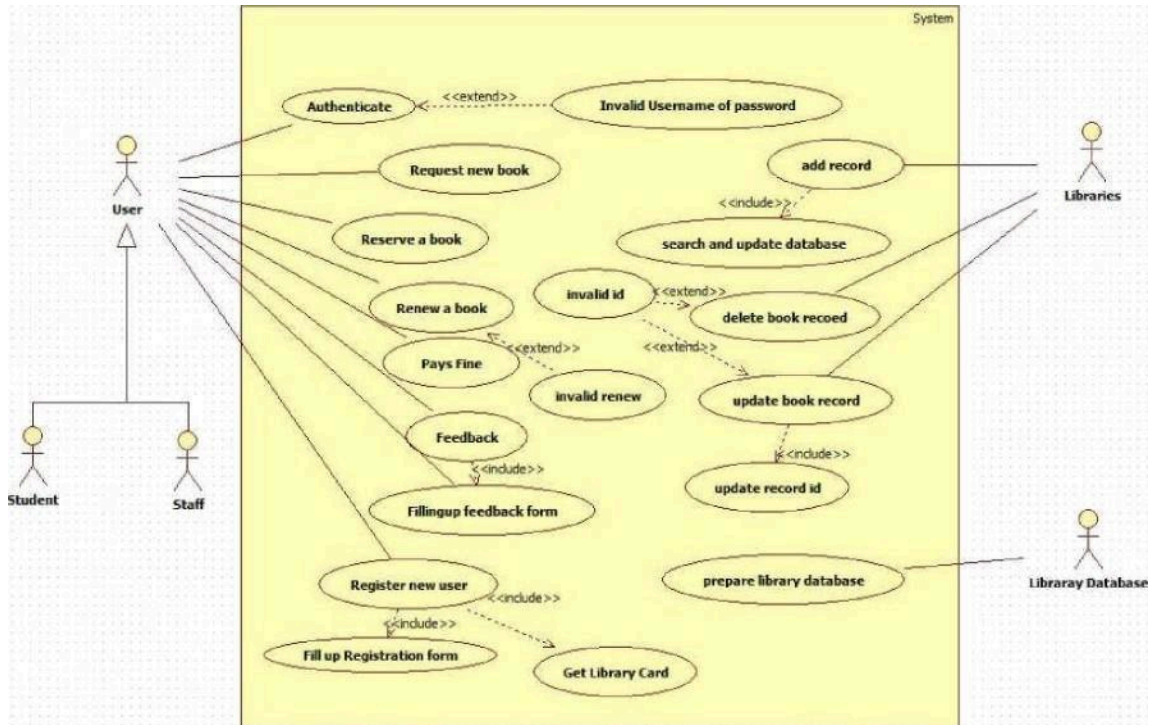 System
Authenticate
<<extend>>
Invalid Username of password
Request new book
add record
User
Libraries
<<include>>
Reserve a book
search and update database
invalid id
<<extend>>
Renew a book
delete book recoed
<<extend>>
<<extend>>
Pays Fine
invalid renew
update book record
Feedback
<<include>>
<<include>>
Student
Staff
update record id
Fillingup feedback form
Register new user
prepare library database
Libraray Database
<<include>>
<<include>>
Fill up Registration form
Get Library Card